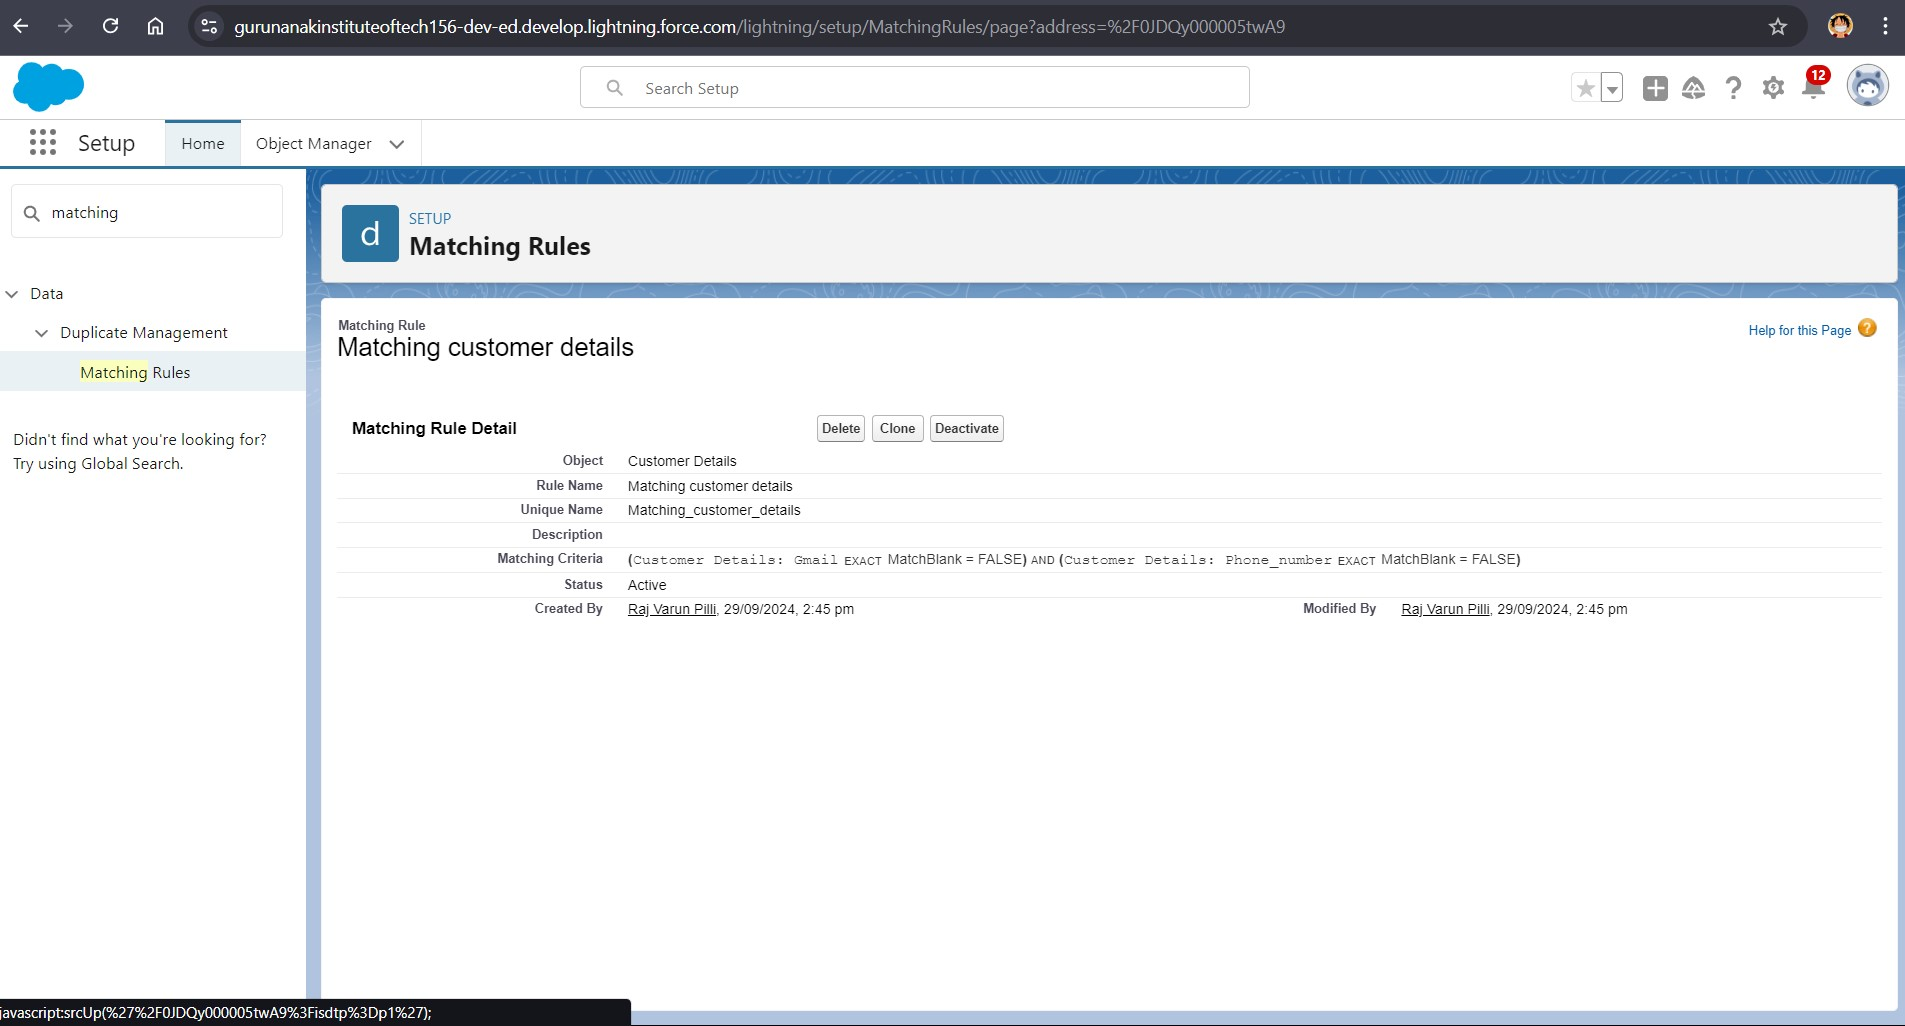 gurunanakinstituteoftech156-dev-ed.develop.lightning.force.com/lightning/setup/MatchingRules/page?address=%2F0JDQy000005twA9
Search Setup
12
Setup
Home
Object Manager
matching
Data
Duplicate Management
Matching Rules
Didn't find what you're looking for?
Try using Global Search.
d
SETUP
Matching Rules
Matching Rule
Matching customer details
Help for this Page ?
Matching Rule Detail
Delete Clone Deactivate
Object Customer Details
Rule Name Matching customer details
Unique Name Matching_customer_details
Description
Matching Criteria (Customer Details: Gmail EXACT MatchBlank = FALSE) AND (Customer Details: Phone_number EXACT MatchBlank = FALSE)
Status Active
Created By Raj Varun Pilli, 29/09/2024, 2:45 pm Modified By Raj Varun Pilli, 29/09/2024, 2:45 pm
javascript:srcUp(%27%2F0JDQy000005twA9%3Fisdtp%3Dp1%27);